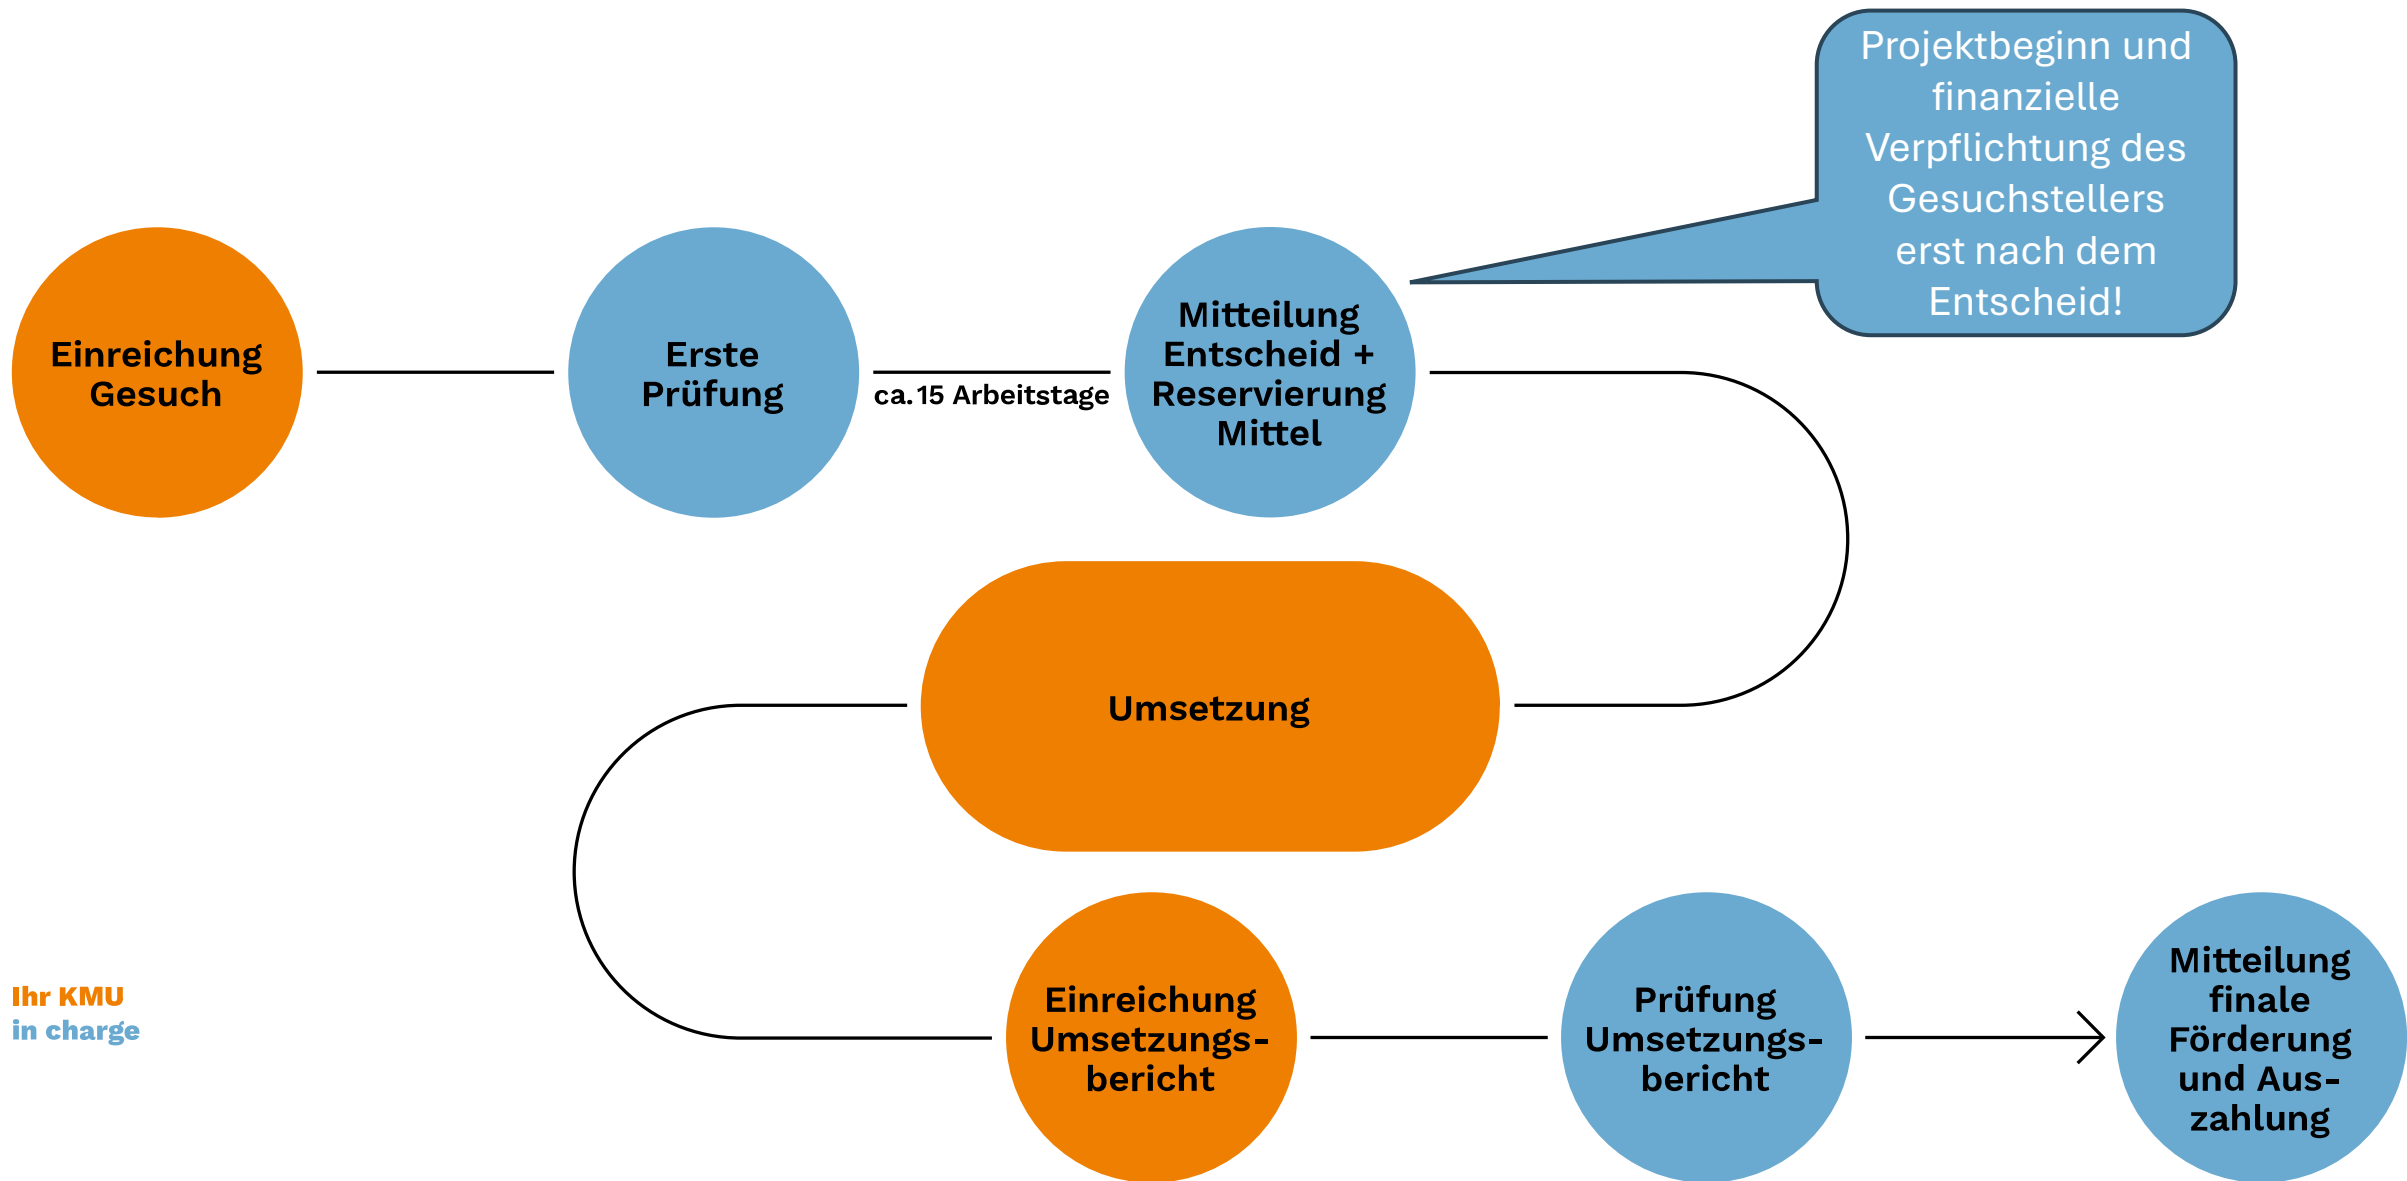 Projektbeginn und
finanzielle
Verpflichtung des
Gesuchstellers
erst nach dem
Entscheid!
Einreichung
Gesuch
Erste
Prüfung
ca. 15 Arbeitstage
Mitteilung
Entscheid +
Reservierung
Mittel
Umsetzung
Einreichung
Umsetzungs-
bericht
Prüfung
Umsetzungs-
bericht
Mitteilung
finale
Förderung
und Aus-
zahlung
Ihr KMU
in charge